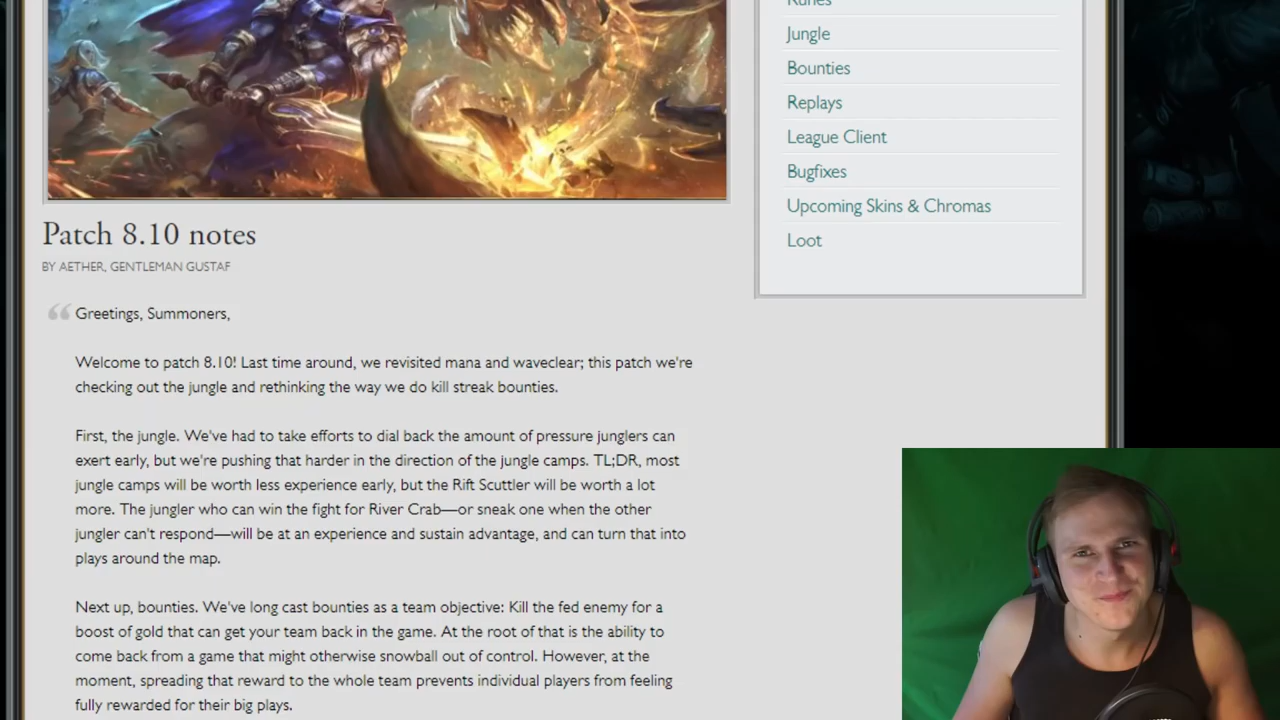 Runes
Jungle
Bounties
Replays
League Client
Bugfixes
Upcoming Skins & Chromas
Loot
Patch 8.10 notes
BY AETHER, GENTLEMAN GUSTAF
Greetings, Summoners,
Welcome to patch 8.10! Last time around, we revisited mana and waveclear; this patch we're
checking out the jungle and rethinking the way we do kill streak bounties.
First, the jungle. We've had to take efforts to dial back the amount of pressure junglers can
exert early, but we're pushing that harder in the direction of the jungle camps. TL;DR, most
jungle camps will be worth less experience early, but the Rift Scuttler will be worth a lot
more. The jungler who can win the fight for River Crab—or sneak one when the other
jungler can't respond—will be at an experience and sustain advantage, and can turn that into
plays around the map.
Next up, bounties. We've long cast bounties as a team objective: Kill the fed enemy for a
boost of gold that can get your team back in the game. At the root of that is the ability to
come back from a game that might otherwise snowball out of control. However, at the
moment, spreading that reward to the whole team prevents individual players from feeling
fully rewarded for their big plays.